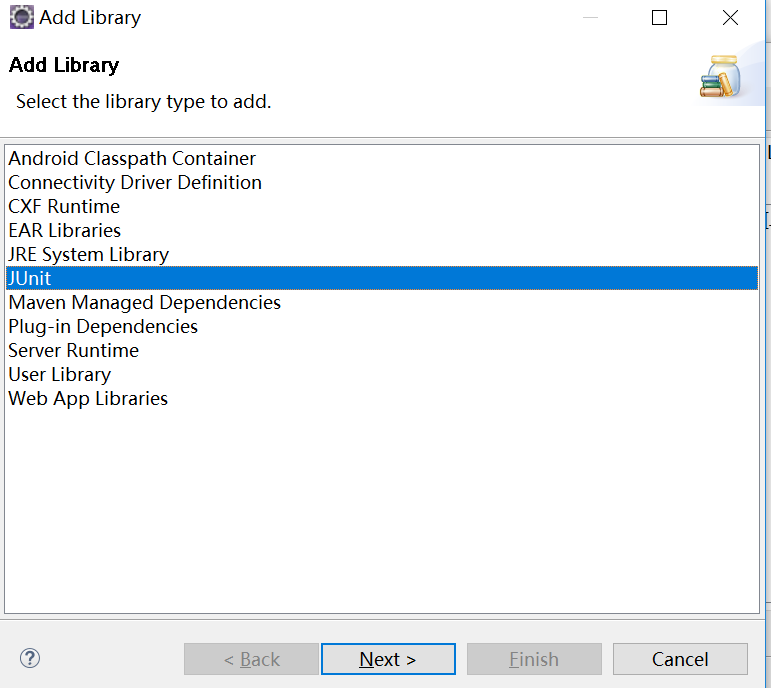 Add Library
Add Library
Select the library type to add.
Android Classpath Container
Connectivity Driver Definition
CXF Runtime
EAR Libraries
JRE System Library
JUnit
Maven Managed Dependencies
Plug-in Dependencies
Server Runtime
User Library
Web App Libraries
? < Back Next > Finish Cancel